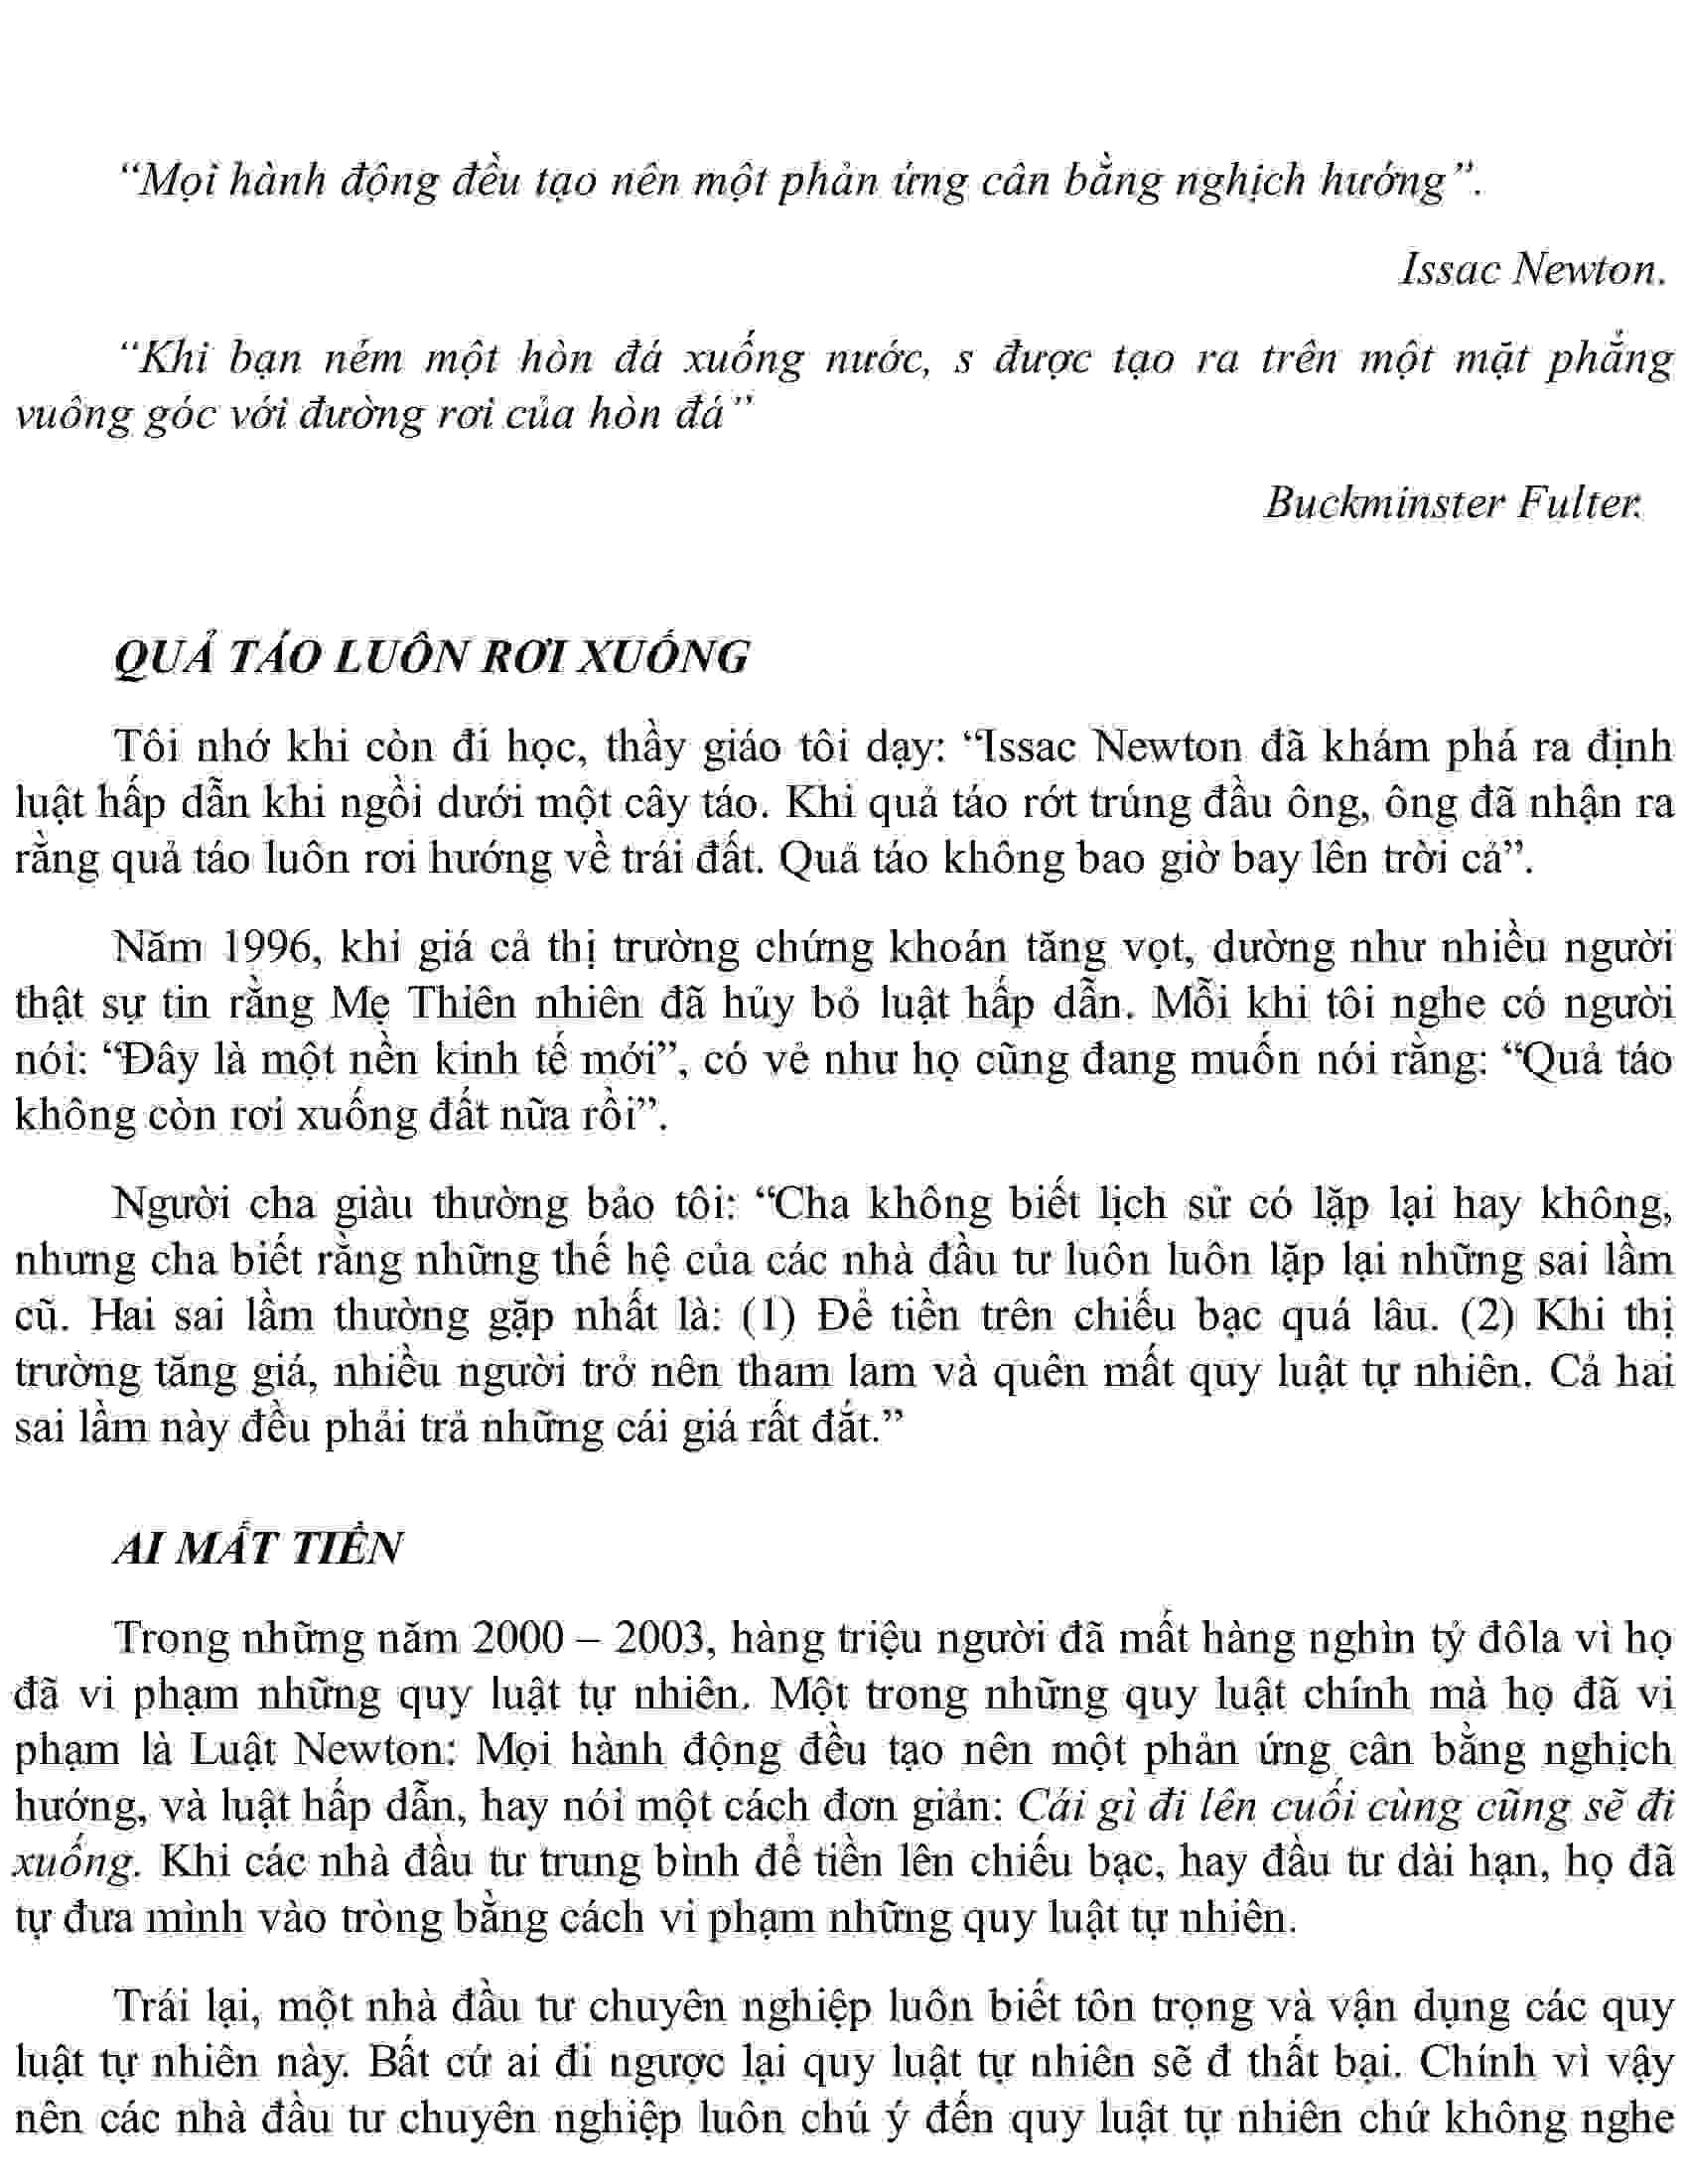 “Mọi hành động đều tạo nên một phản ứng cân bằng nghịch hướng”.
Issac Newton.
“Khi bạn ném một hòn đá xuống nước, s được tạo ra trên một mặt phẳng
vuông góc với đường rơi của hòn đá”
Buckminster Fulter.
QUẢ TÁO LUÔN RƠI XUỐNG
Tôi nhớ khi còn đi học, thầy giáo tôi dạy: “Issac Newton đã khám phá ra định
luật hấp dẫn khi ngồi dưới một cây táo. Khi quả táo rớt trúng đầu ông, ông đã nhận ra
rằng quả táo luôn rơi hướng về trái đất. Quả táo không bao giờ bay lên trời cả”.
Năm 1996, khi giá cả thị trường chứng khoán tăng vọt, dường như nhiều người
thật sự tin rằng Mẹ Thiên nhiên đã hủy bỏ luật hấp dẫn. Mỗi khi tôi nghe có người
nói: “Đây là một nền kinh tế mới”, có vẻ như họ cũng đang muốn nói rằng: “Quả táo
không còn rơi xuống đất nữa rồi”.
Người cha giàu thường bảo tôi: “Cha không biết lịch sử có lặp lại hay không,
nhưng cha biết rằng những thế hệ của các nhà đầu tư luôn luôn lặp lại những sai lầm
cũ. Hai sai lầm thường gặp nhất là: (1) Để tiền trên chiếu bạc quá lâu. (2) Khi thị
trường tăng giá, nhiều người trở nên tham lam và quên mất quy luật tự nhiên. Cả hai
sai lầm này đều phải trả những cái giá rất đắt.”
AI MẤT TIỀN
Trong những năm 2000 – 2003, hàng triệu người đã mất hàng nghìn tỷ đôla vì họ
đã vi phạm những quy luật tự nhiên. Một trong những quy luật chính mà họ đã vi
phạm là Luật Newton: Mọi hành động đều tạo nên một phản ứng cân bằng nghịch
hướng, và luật hấp dẫn, hay nói một cách đơn giản: Cái gì đi lên cuối cùng cũng sẽ đi
xuống. Khi các nhà đầu tư trung bình để tiền lên chiếu bạc, hay đầu tư dài hạn, họ đã
tự đưa mình vào tròng bằng cách vi phạm những quy luật tự nhiên.
Trái lại, một nhà đầu tư chuyên nghiệp luôn biết tôn trọng và vận dụng các quy
luật tự nhiên này. Bất cứ ai đi ngược lại quy luật tự nhiên sẽ đ thất bại. Chính vì vậy
nên các nhà đầu tư chuyên nghiệp luôn chú ý đến quy luật tự nhiên chứ không nghe